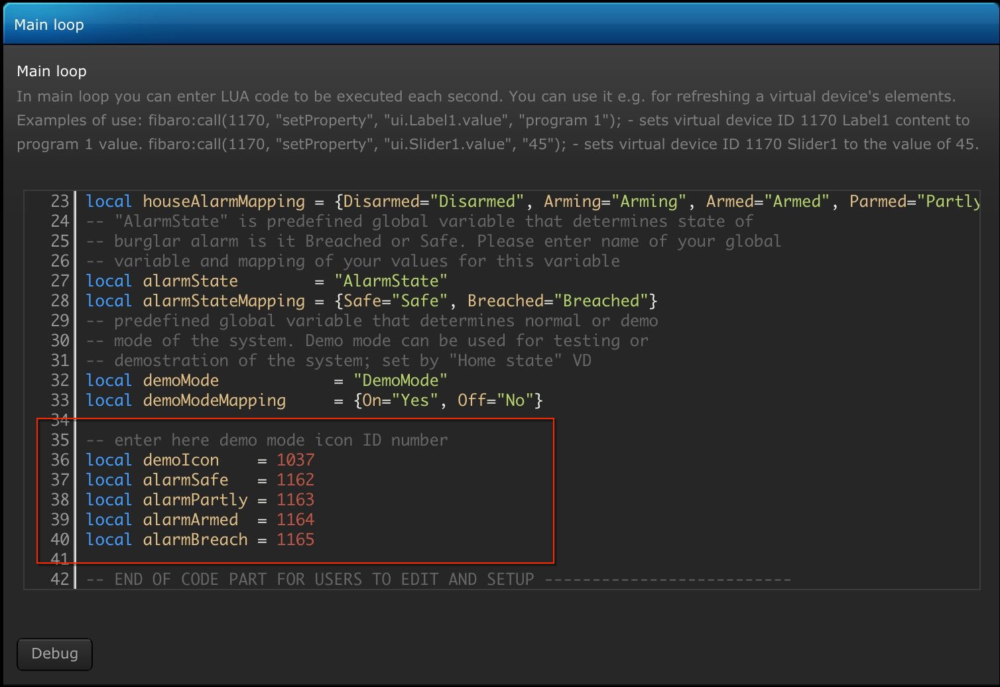 Main loop
Main loop
In main loop you can enter LUA code to be executed each second. You can use it e.g. for refreshing a virtual device's elements.
Examples of use: fibaro:call(1170, "setProperty", "ui.Label1.value", "program 1"); - sets virtual device ID 1170 Label1 content to
program 1 value. fibaro:call(1170, "setProperty", "ui.Slider1.value", "45"); - sets virtual device ID 1170 Slider1 to the value of 45.
23 local houseAlarmMapping = {Disarmed="Disarmed", Arming="Arming", Armed="Armed", Parmed="Partly
24 -- "AlarmState" is predefined global variable that determines state of
25 -- burglar alarm is it Breached or Safe. Please enter name of your global
26 -- variable and mapping of your values for this variable
27 local alarmState        = "AlarmState"
28 local alarmStateMapping = {Safe="Safe", Breached="Breached"}
29 -- predefined global variable that determines normal or demo
30 -- mode of the system. Demo mode can be used for testing or
31 -- demostration of the system; set by "Home state" VD
32 local demoMode            = "DemoMode"
33 local demoModeMapping     = {On="Yes", Off="No"}
34
35 -- enter here demo mode icon ID number
36 local demoIcon    = 1037
37 local alarmSafe   = 1162
38 local alarmPartly = 1163
39 local alarmArmed  = 1164
40 local alarmBreach = 1165
41
42 -- END OF CODE PART FOR USERS TO EDIT AND SETUP --------------------------
Debug